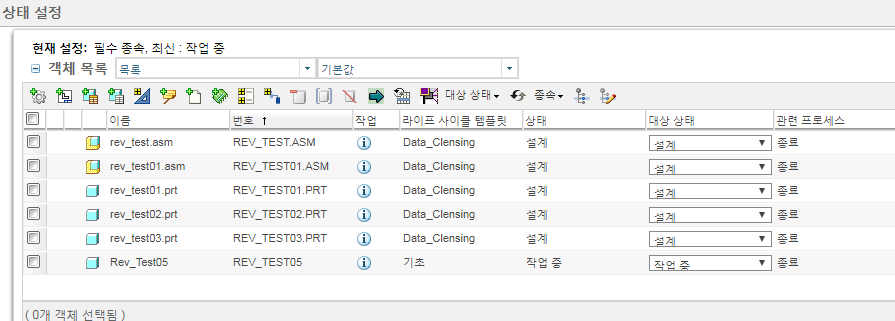 상태 설정
현재 설정: 필수 종속, 최신 : 작업 중
객체 목록 목록 기본값
대상 상태 종속
이름 번호 ↑ 작업 라이프 사이클 템플릿 상태 대상 상태 관련 프로세스
rev_test.asm REV_TEST.ASM Data_Clensing 설계 설계 종료
rev_test01.asm REV_TEST01.ASM Data_Clensing 설계 설계 종료
rev_test01.prt REV_TEST01.PRT Data_Clensing 설계 설계 종료
rev_test02.prt REV_TEST02.PRT Data_Clensing 설계 설계 종료
rev_test03.prt REV_TEST03.PRT Data_Clensing 설계 설계 종료
Rev_Test05 REV_TEST05 기초 작업 중 작업 중 종료
( 0개 객체 선택됨 )